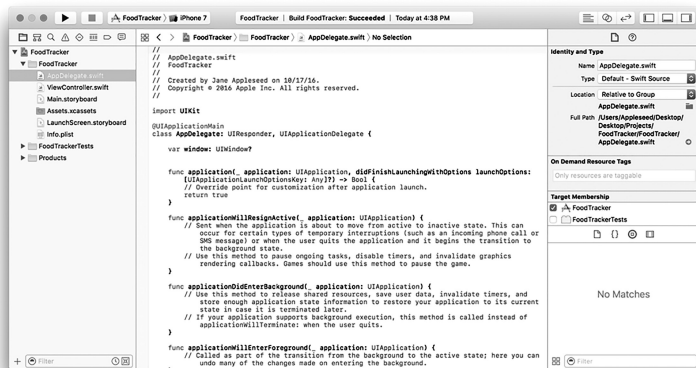 FoodTracker > iPhone 7
FoodTracker | Build FoodTracker: Succeeded | Today at 4:38 PM
FoodTracker
FoodTracker
AppDelegate.swift
ViewController.swift
Main.storyboard
Assets.xcassets
LaunchScreen.storyboard
Info.plist
FoodTrackerTests
Products
Filter
FoodTracker > FoodTracker > AppDelegate.swift > No Selection
//
//  AppDelegate.swift
//  FoodTracker
//
//  Created by Jane Appleseed on 10/17/16.
//  Copyright © 2016 Apple Inc. All rights reserved.
//
import UIKit
@UIApplicationMain
class AppDelegate: UIResponder, UIApplicationDelegate {
var window: UIWindow?
func application(_ application: UIApplication, didFinishLaunchingWithOptions launchOptions:
[UIApplicationLaunchOptionsKey: Any]?) -> Bool {
// Override point for customization after application launch.
return true
}
func applicationWillResignActive(_ application: UIApplication) {
// Sent when the application is about to move from active to inactive state. This can
occur for certain types of temporary interruptions (such as an incoming phone call or
SMS message) or when the user quits the application and it begins the transition to
the background state.
// Use this method to pause ongoing tasks, disable timers, and invalidate graphics
rendering callbacks. Games should use this method to pause the game.
}
func applicationDidEnterBackground(_ application: UIApplication) {
// Use this method to release shared resources, save user data, invalidate timers, and
store enough application state information to restore your application to its current
state in case it is terminated later.
// If your application supports background execution, this method is called instead of
applicationWillTerminate: when the user quits.
}
func applicationWillEnterForeground(_ application: UIApplication) {
// Called as part of the transition from the background to the active state; here you can
undo many of the changes made on entering the background.
Identity and Type
Name AppDelegate.swift
Type Default - Swift Source
Location Relative to Group
AppDelegate.swift
Full Path /Users/Appleseed/Desktop/
Desktop/Projects/
FoodTracker/FoodTracker/
AppDelegate.swift
On Demand Resource Tags
Only resources are taggable
Target Membership
FoodTracker
FoodTrackerTests
{}
No Matches
Filter